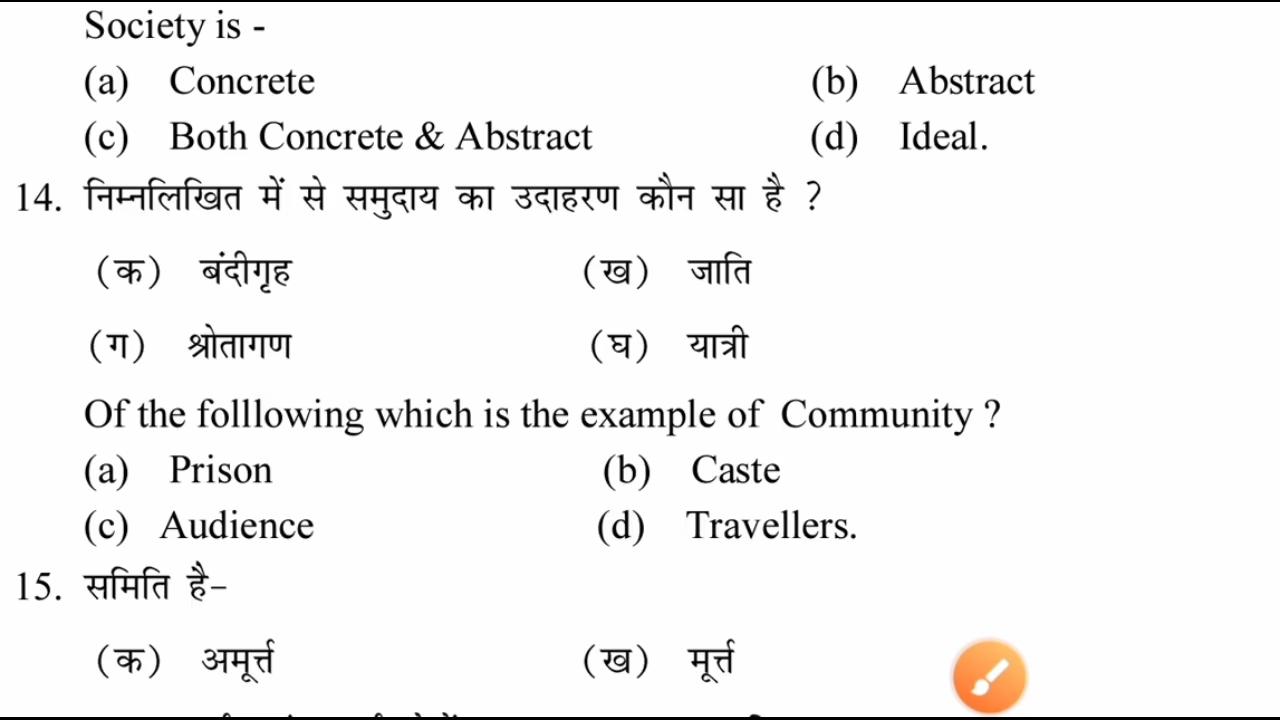 Society is -
(a) Concrete (b) Abstract
(c) Both Concrete & Abstract (d) Ideal.
14. निम्नलिखित में से समुदाय का उदाहरण कौन सा है ?
(क) बंदीगृह (ख) जाति
(ग) श्रोतागण (घ) यात्री
Of the folllowing which is the example of Community ?
(a) Prison (b) Caste
(c) Audience (d) Travellers.
15. समिति है-
(क) अमूर्त्त (ख) मूर्त्त